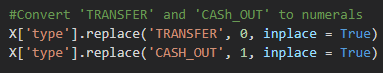 #Convert 'TRANSFER' and 'CASh_OUT' to numerals
X['type'].replace('TRANSFER', 0, inplace = True)
X['type'].replace('CASH_OUT', 1, inplace = True)